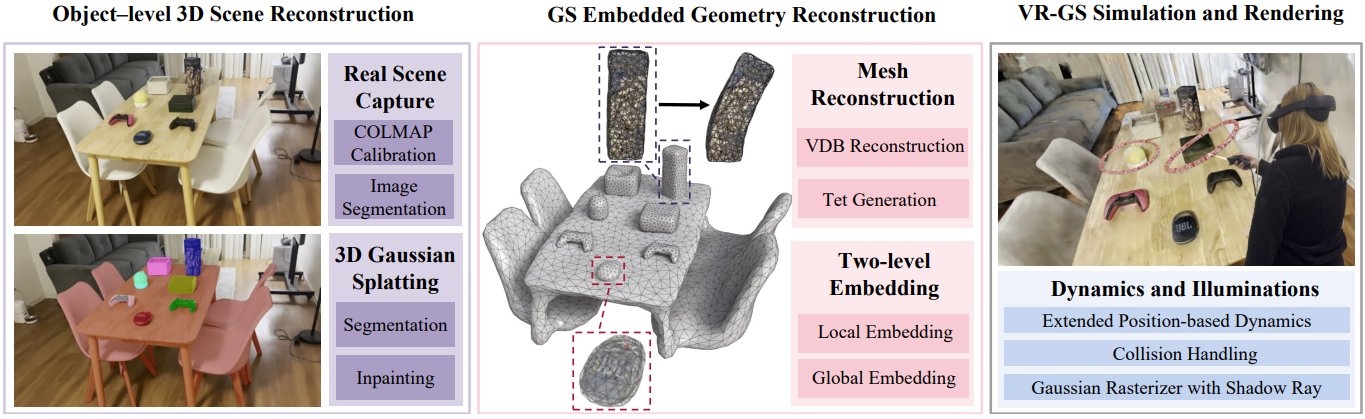 Object–level 3D Scene Reconstruction
Real Scene
Capture
COLMAP
Calibration
Image
Segmentation
3D Gaussian
Splatting
Segmentation
Inpainting
GS Embedded Geometry Reconstruction
Mesh
Reconstruction
VDB Reconstruction
Tet Generation
Two-level
Embedding
Local Embedding
Global Embedding
VR-GS Simulation and Rendering
JBL
Dynamics and Illuminations
Extended Position-based Dynamics
Collision Handling
Gaussian Rasterizer with Shadow Ray